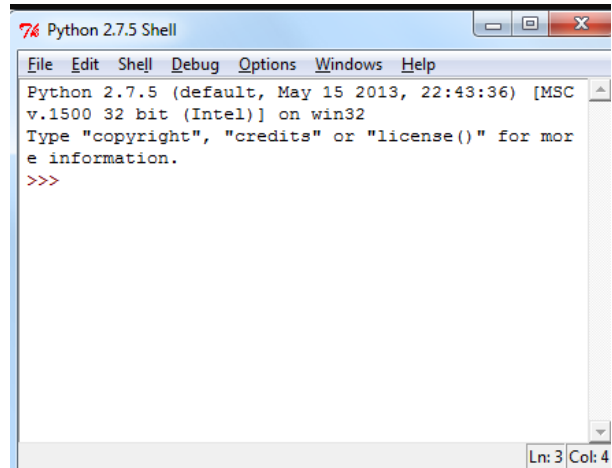 Python 2.7.5 Shell
File Edit Shell Debug Options Windows Help
Python 2.7.5 (default, May 15 2013, 22:43:36) [MSC
v.1500 32 bit (Intel)] on win32
Type "copyright", "credits" or "license()" for mor
e information.
>>>
Ln: 3 Col: 4